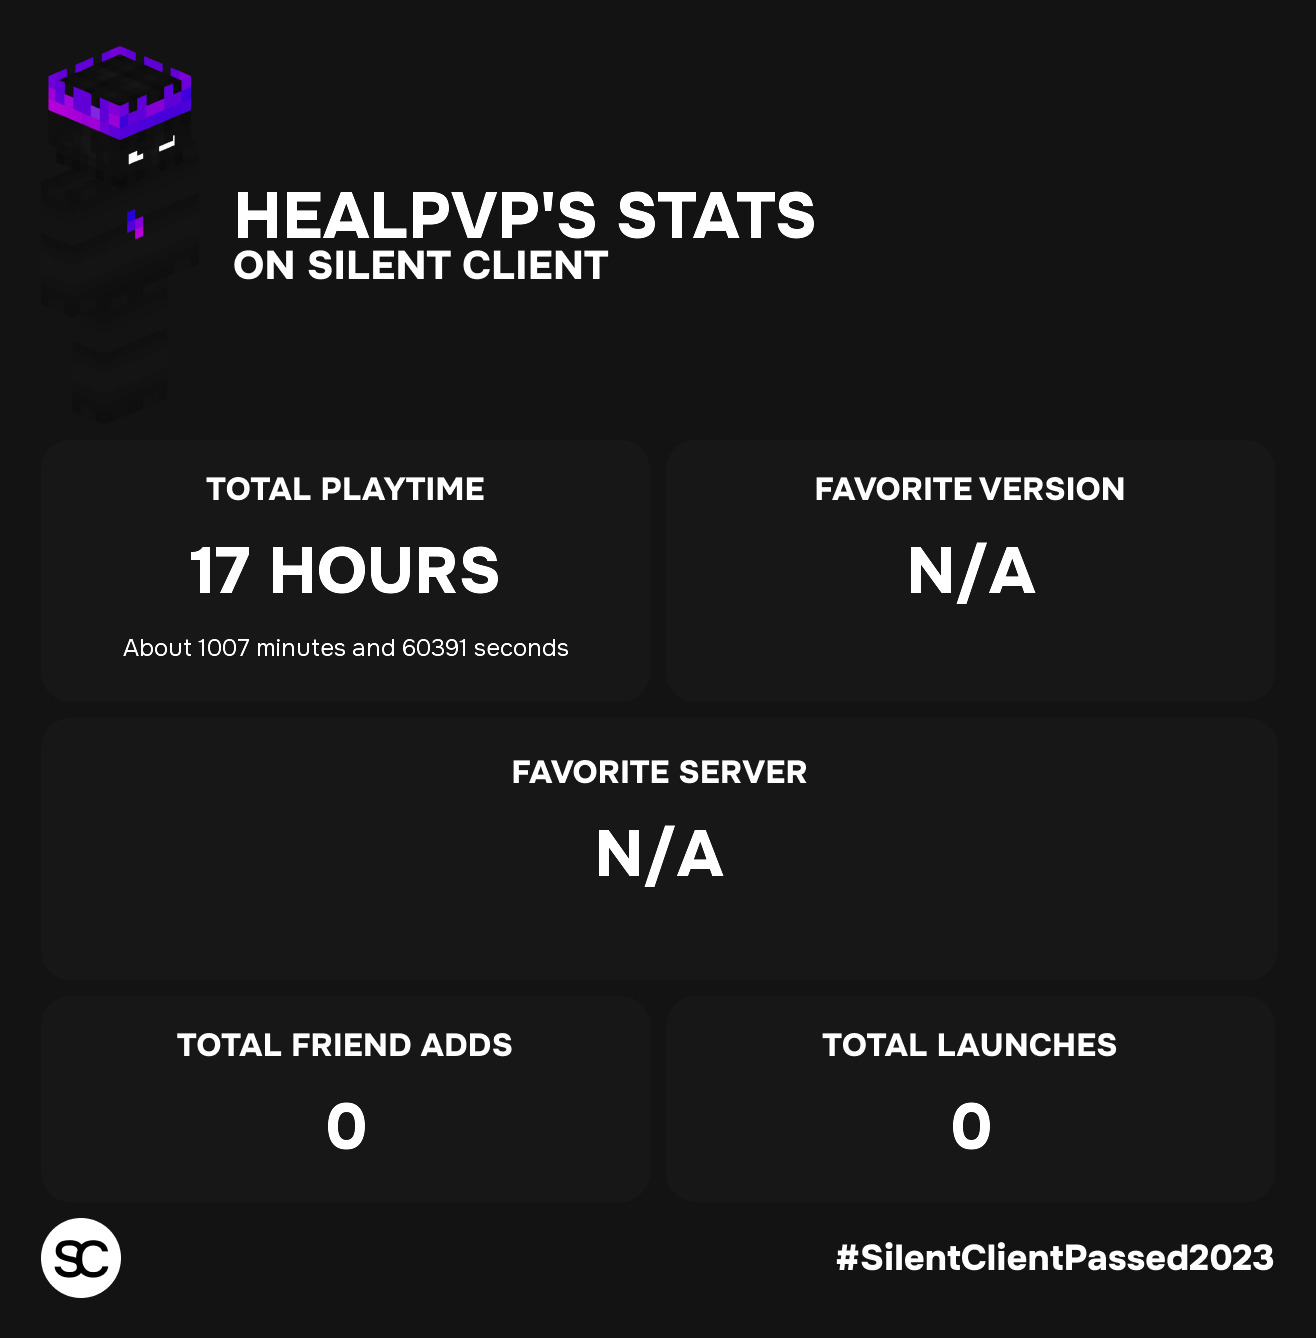 HEALPVP'S STATS
ON SILENT CLIENT
TOTAL PLAYTIME
17 HOURS
About 1007 minutes and 60391 seconds
FAVORITE VERSION
N/A
FAVORITE SERVER
N/A
TOTAL FRIEND ADDS
0
TOTAL LAUNCHES
0
SC
#SilentClientPassed2023